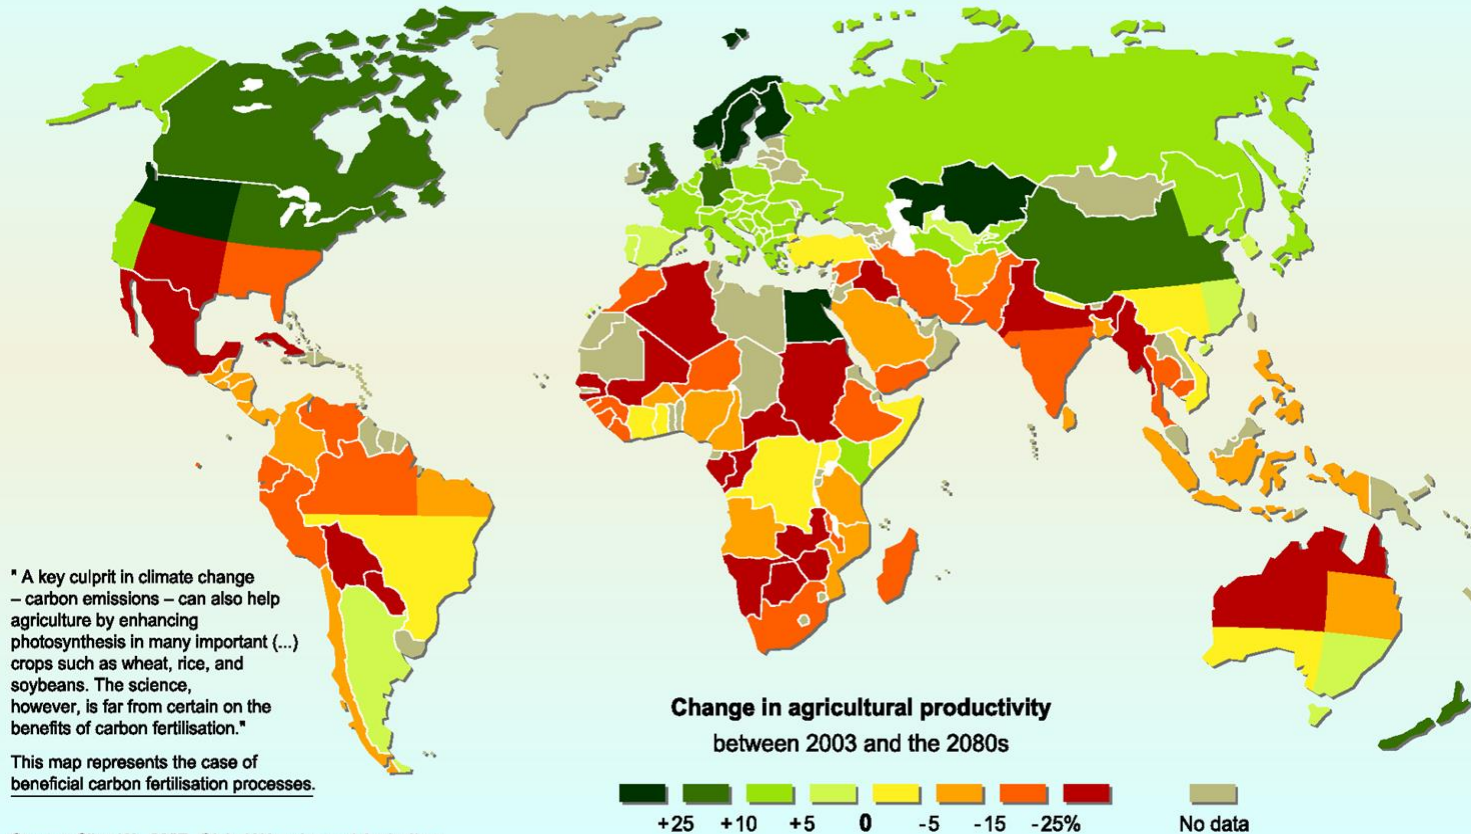 " A key culprit in climate change
– carbon emissions – can also help
agriculture by enhancing
photosynthesis in many important (...)
crops such as wheat, rice, and
soybeans. The science,
however, is far from certain on the
benefits of carbon fertilisation."
This map represents the case of
beneficial carbon fertilisation processes.
Change in agricultural productivity
between 2003 and the 2080s
+25 +10 +5 0 -5 -15 -25% No data